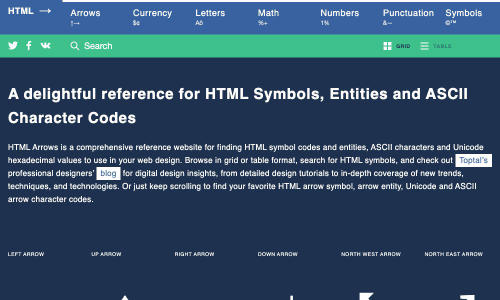 HTML → Arrows Currency Letters Math Numbers Punctuation Symbols
↑→ $¢ Äô %÷ 1¾ &— ©™
Search GRID TABLE
A delightful reference for HTML Symbols, Entities and ASCII
Character Codes
HTML Arrows is a comprehensive reference website for finding HTML symbol codes and entities, ASCII characters and Unicode
hexadecimal values to use in your web design. Browse in grid or table format, search for HTML symbols, and check out Toptal's
professional designers' blog for digital design insights, from detailed design tutorials to in-depth coverage of new trends,
techniques, and technologies. Or just keep scrolling to find your favorite HTML arrow symbol, arrow entity, Unicode and ASCII
arrow character codes.
LEFT ARROW UP ARROW RIGHT ARROW DOWN ARROW NORTH WEST ARROW NORTH EAST ARROW